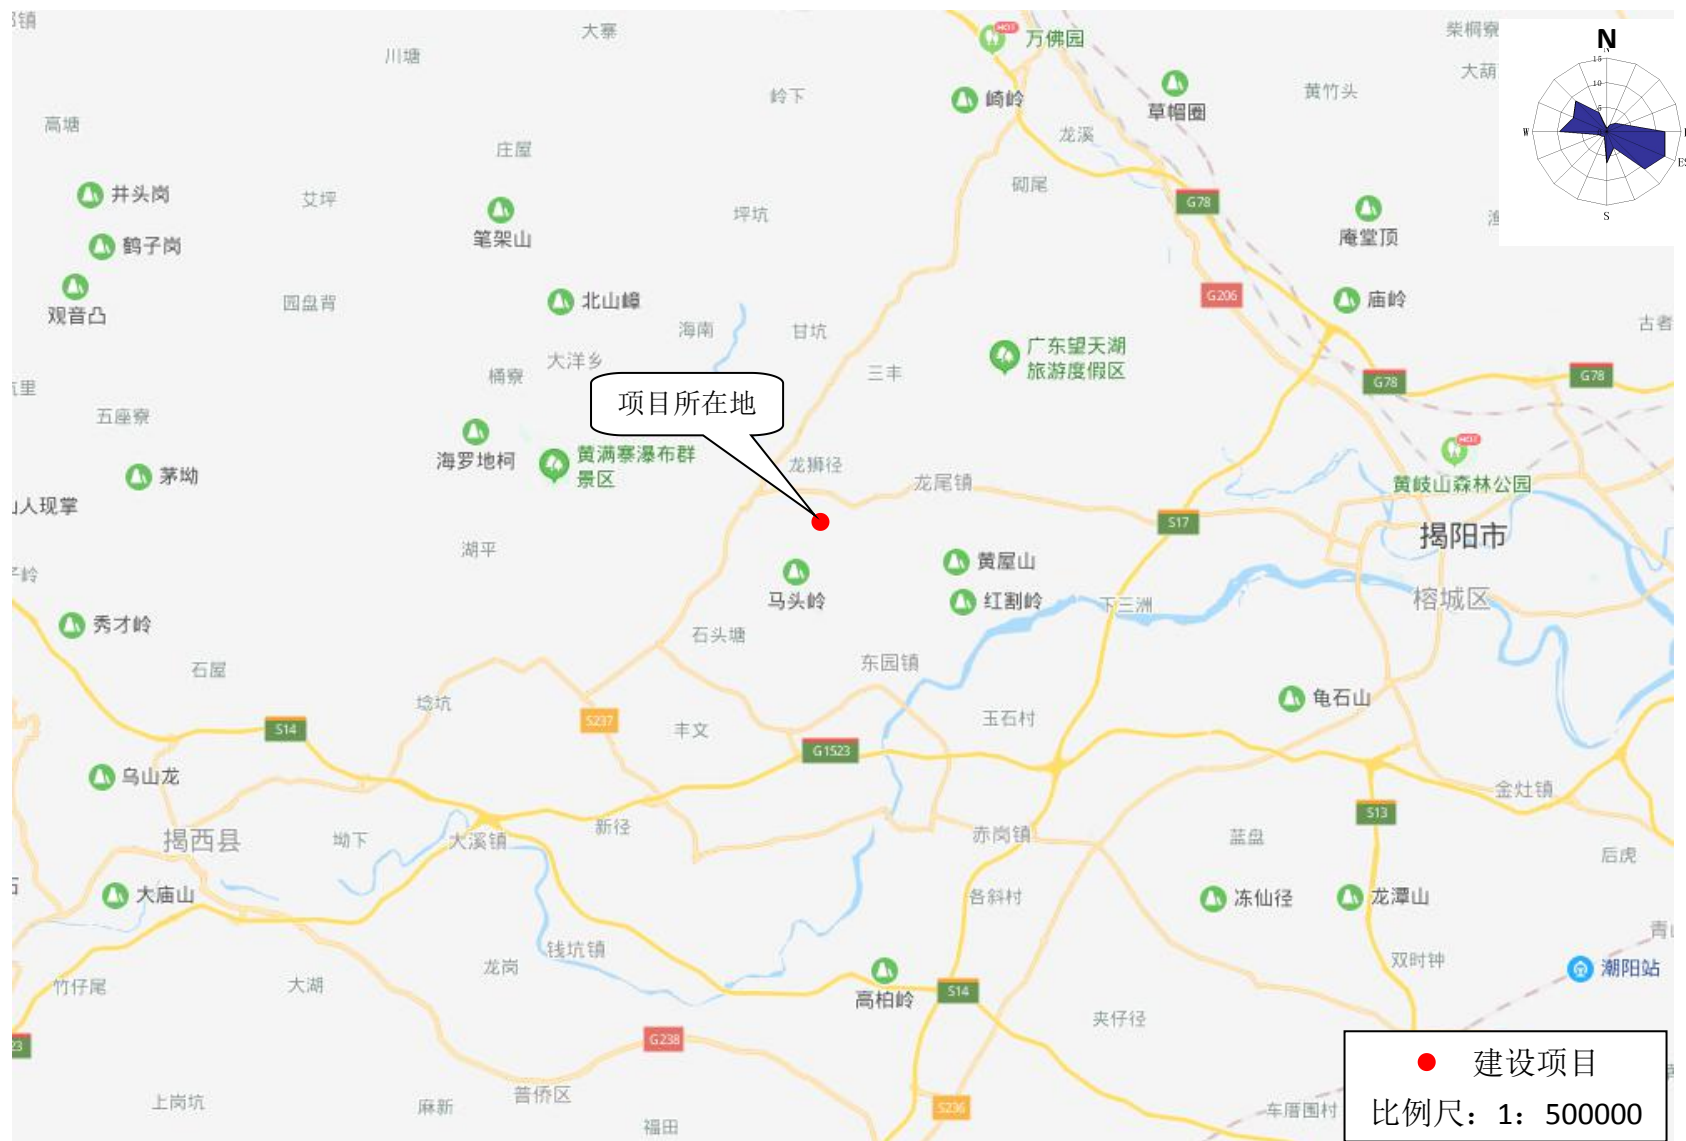 大寨
柴桐寮
万佛园
HOT
N
川塘
大葫
岭下
崎岭
草帽圈
黄竹头
15
10
5
W
S
高塘
龙溪
庄屋
砌尾
井头岗
艾坪
坪坑
G78
笔架山
鹤子岗
庵堂顶
观音凸
园盘背
北山嶂
G206
庙岭
海南
甘坑
古者
广东望天湖
旅游度假区
大洋乡
桶寮
三丰
G78
G78
五座寮
项目所在地
HOT
海罗地柯
黄满寨瀑布群
景区
龙狮径
龙尾镇
黄岐山森林公园
茅坳
山人现掌
S17
揭阳市
湖平
黄屋山
马头岭
红割岭
下三洲
榕城区
秀才岭
石头塘
东园镇
石屋
埝坑
龟石山
S14
S237
丰文
玉石村
G1523
乌山龙
金灶镇
S13
揭西县
坳下
大溪镇
新径
赤岗镇
蓝盘
后虎
大庙山
各斜村
冻仙径
龙潭山
钱坑镇
龙岗
双时钟
潮阳站
竹仔尾
大湖
高柏岭
S14
夹仔径
G238
建设项目
上岗坑
麻新
普侨区
福田
S236
车厝围村
比例尺：1：500000